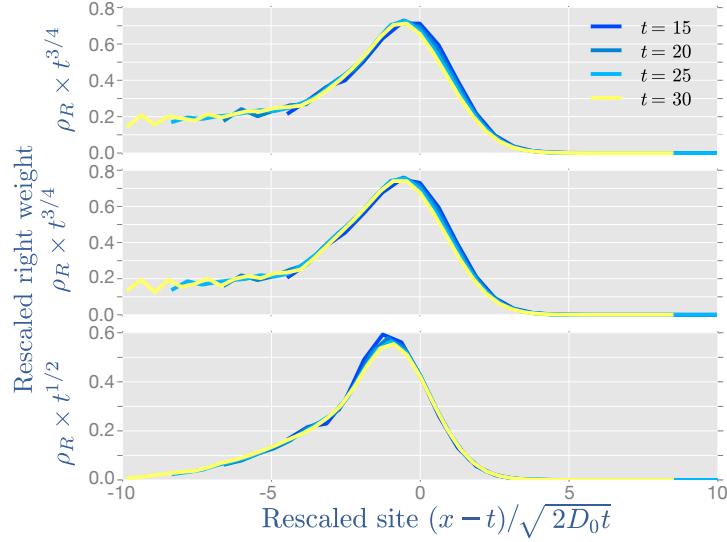 0.8
0.6
0.4
0.2
0.0
ρ_R × t^{3/4}
t = 15
t = 20
t = 25
t = 30
0.8
0.6
0.4
0.2
0.0
ρ_R × t^{3/4}
Rescaled right weight
0.6
0.4
0.2
0.0
ρ_R × t^{1/2}
-10 -5 0 5 10
Rescaled site (x − t)/√2D_0t